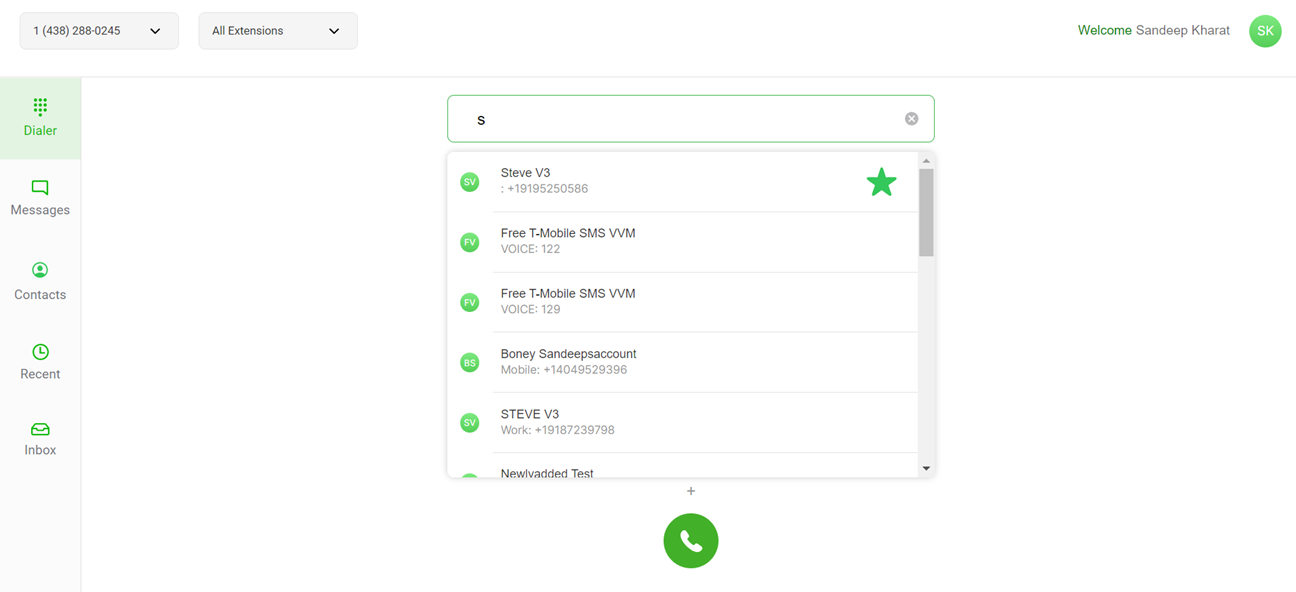 1 (438) 288-0245
All Extensions
Welcome Sandeep Kharat
SK
Dialer
Messages
Contacts
Recent
Inbox
s
SV
Steve V3
: +19195250586
FV
Free T-Mobile SMS VVM
VOICE: 122
FV
Free T-Mobile SMS VVM
VOICE: 129
BS
Boney Sandeepsaccount
Mobile: +14049529396
SV
STEVE V3
Work: +19187239798
Newlyadded Test
+